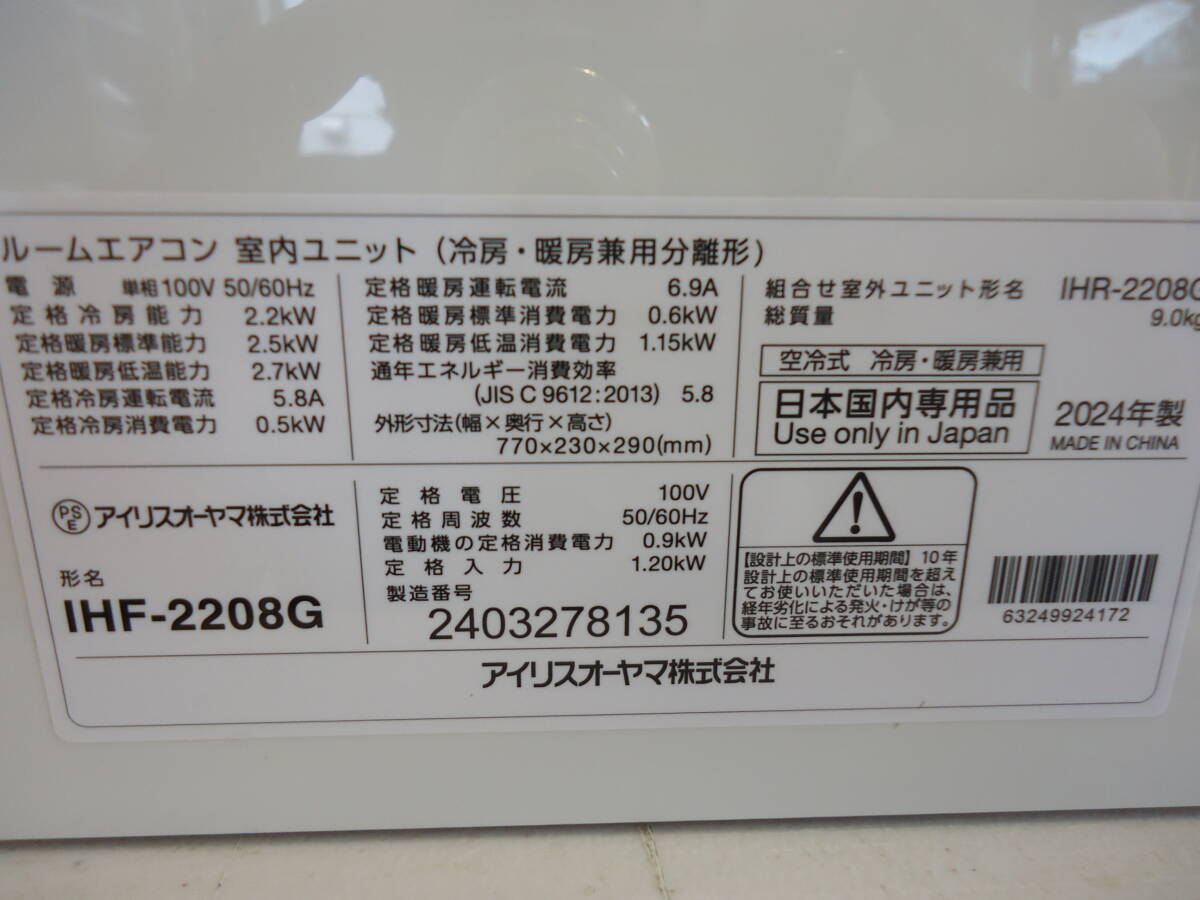 ルームエアコン 室内ユニット（冷房・暖房兼用分離形）
電源 単相100V 50/60Hz
定格冷房能力 2.2kW
定格暖房標準能力 2.5kW
定格暖房低温能力 2.7kW
定格冷房運転電流 5.8A
定格冷房消費電力 0.5kW
定格暖房運転電流 6.9A
定格暖房標準消費電力 0.6kW
定格暖房低温消費電力 1.15kW
通年エネルギー消費効率
(JIS C 9612:2013) 5.8
外形寸法(幅×奥行×高さ)
770×230×290(mm)
組合せ室外ユニット形名 IHR-2208G
総質量 9.0kg
空冷式 冷房・暖房兼用
日本国内専用品
Use only in Japan
2024年製
MADE IN CHINA
PSE アイリスオーヤマ株式会社
形名
IHF-2208G
定格電圧 100V
定格周波数 50/60Hz
電動機の定格消費電力 0.9kW
定格入力 1.20kW
製造番号
2403278135
【設計上の標準使用期間】10年
設計上の標準使用期間を超え
てお使いいただいた場合は、
経年劣化による発火・けが等の
事故に至るおそれがあります。
63249924172
アイリスオーヤマ株式会社